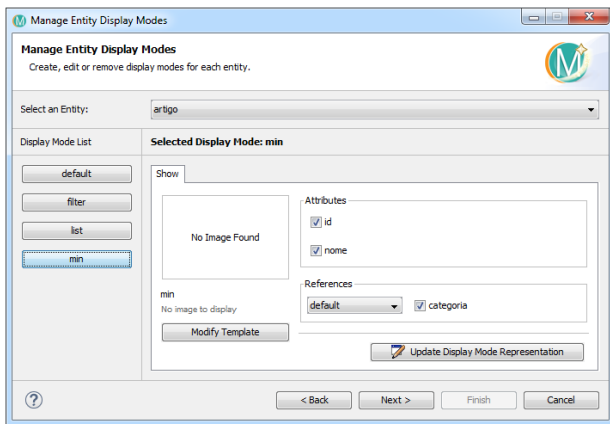 Manage Entity Display Modes
Manage Entity Display Modes
Create, edit or remove display modes for each entity.
Select an Entity:
artigo
Display Mode List
Selected Display Mode: min
default
filter
list
min
Show
No Image Found
min
No image to display
Modify Template
Attributes
id
nome
References
default
categoria
Update Display Mode Representation
< Back
Next >
Finish
Cancel